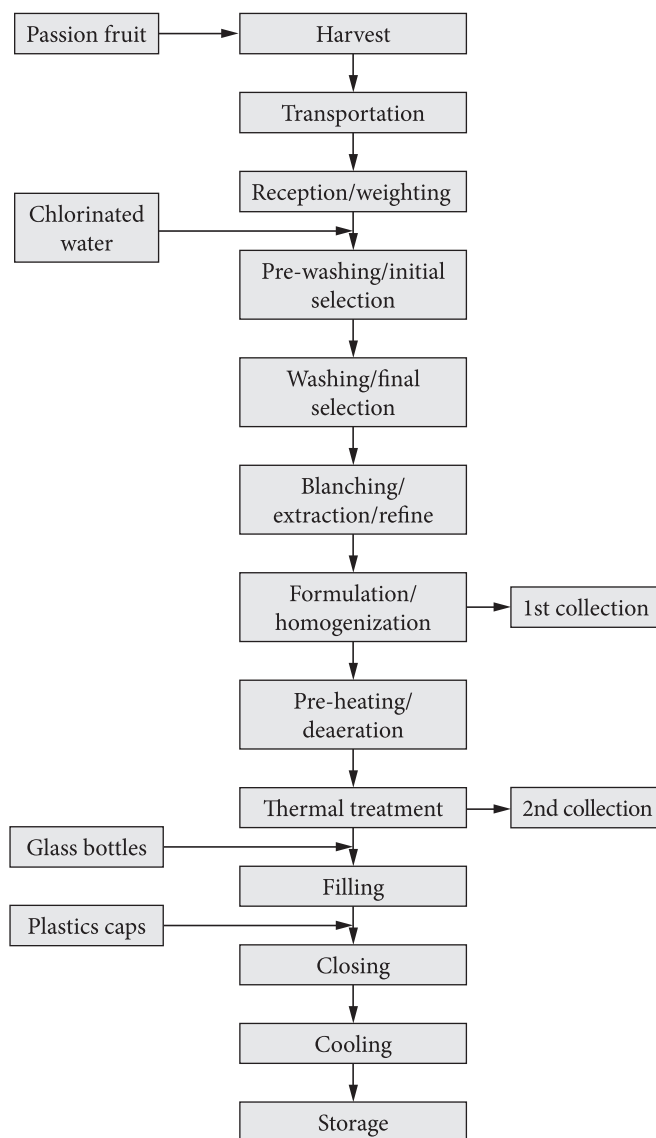 Passion fruit
Harvest
Transportation
Reception/weighting
Chlorinated
water
Pre-washing/initial
selection
Washing/final
selection
Blanching/
extraction/refine
Formulation/
homogenization
1st collection
Pre-heating/
deaeration
Thermal treatment
2nd collection
Glass bottles
Filling
Plastics caps
Closing
Cooling
Storage